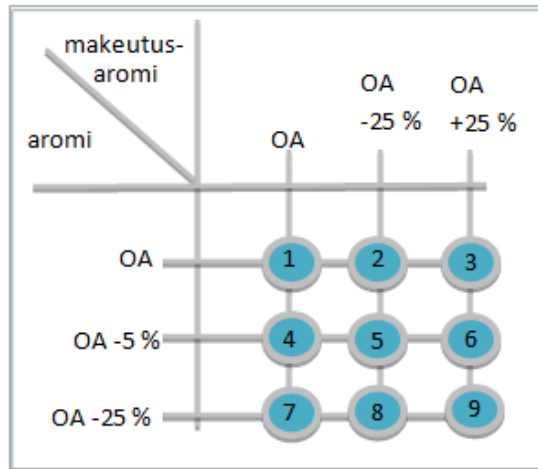 makeutus-
aromi
aromi
OA
OA
-25 %
OA
+25 %
OA
1
2
3
OA -5 %
4
5
6
OA -25 %
7
8
9